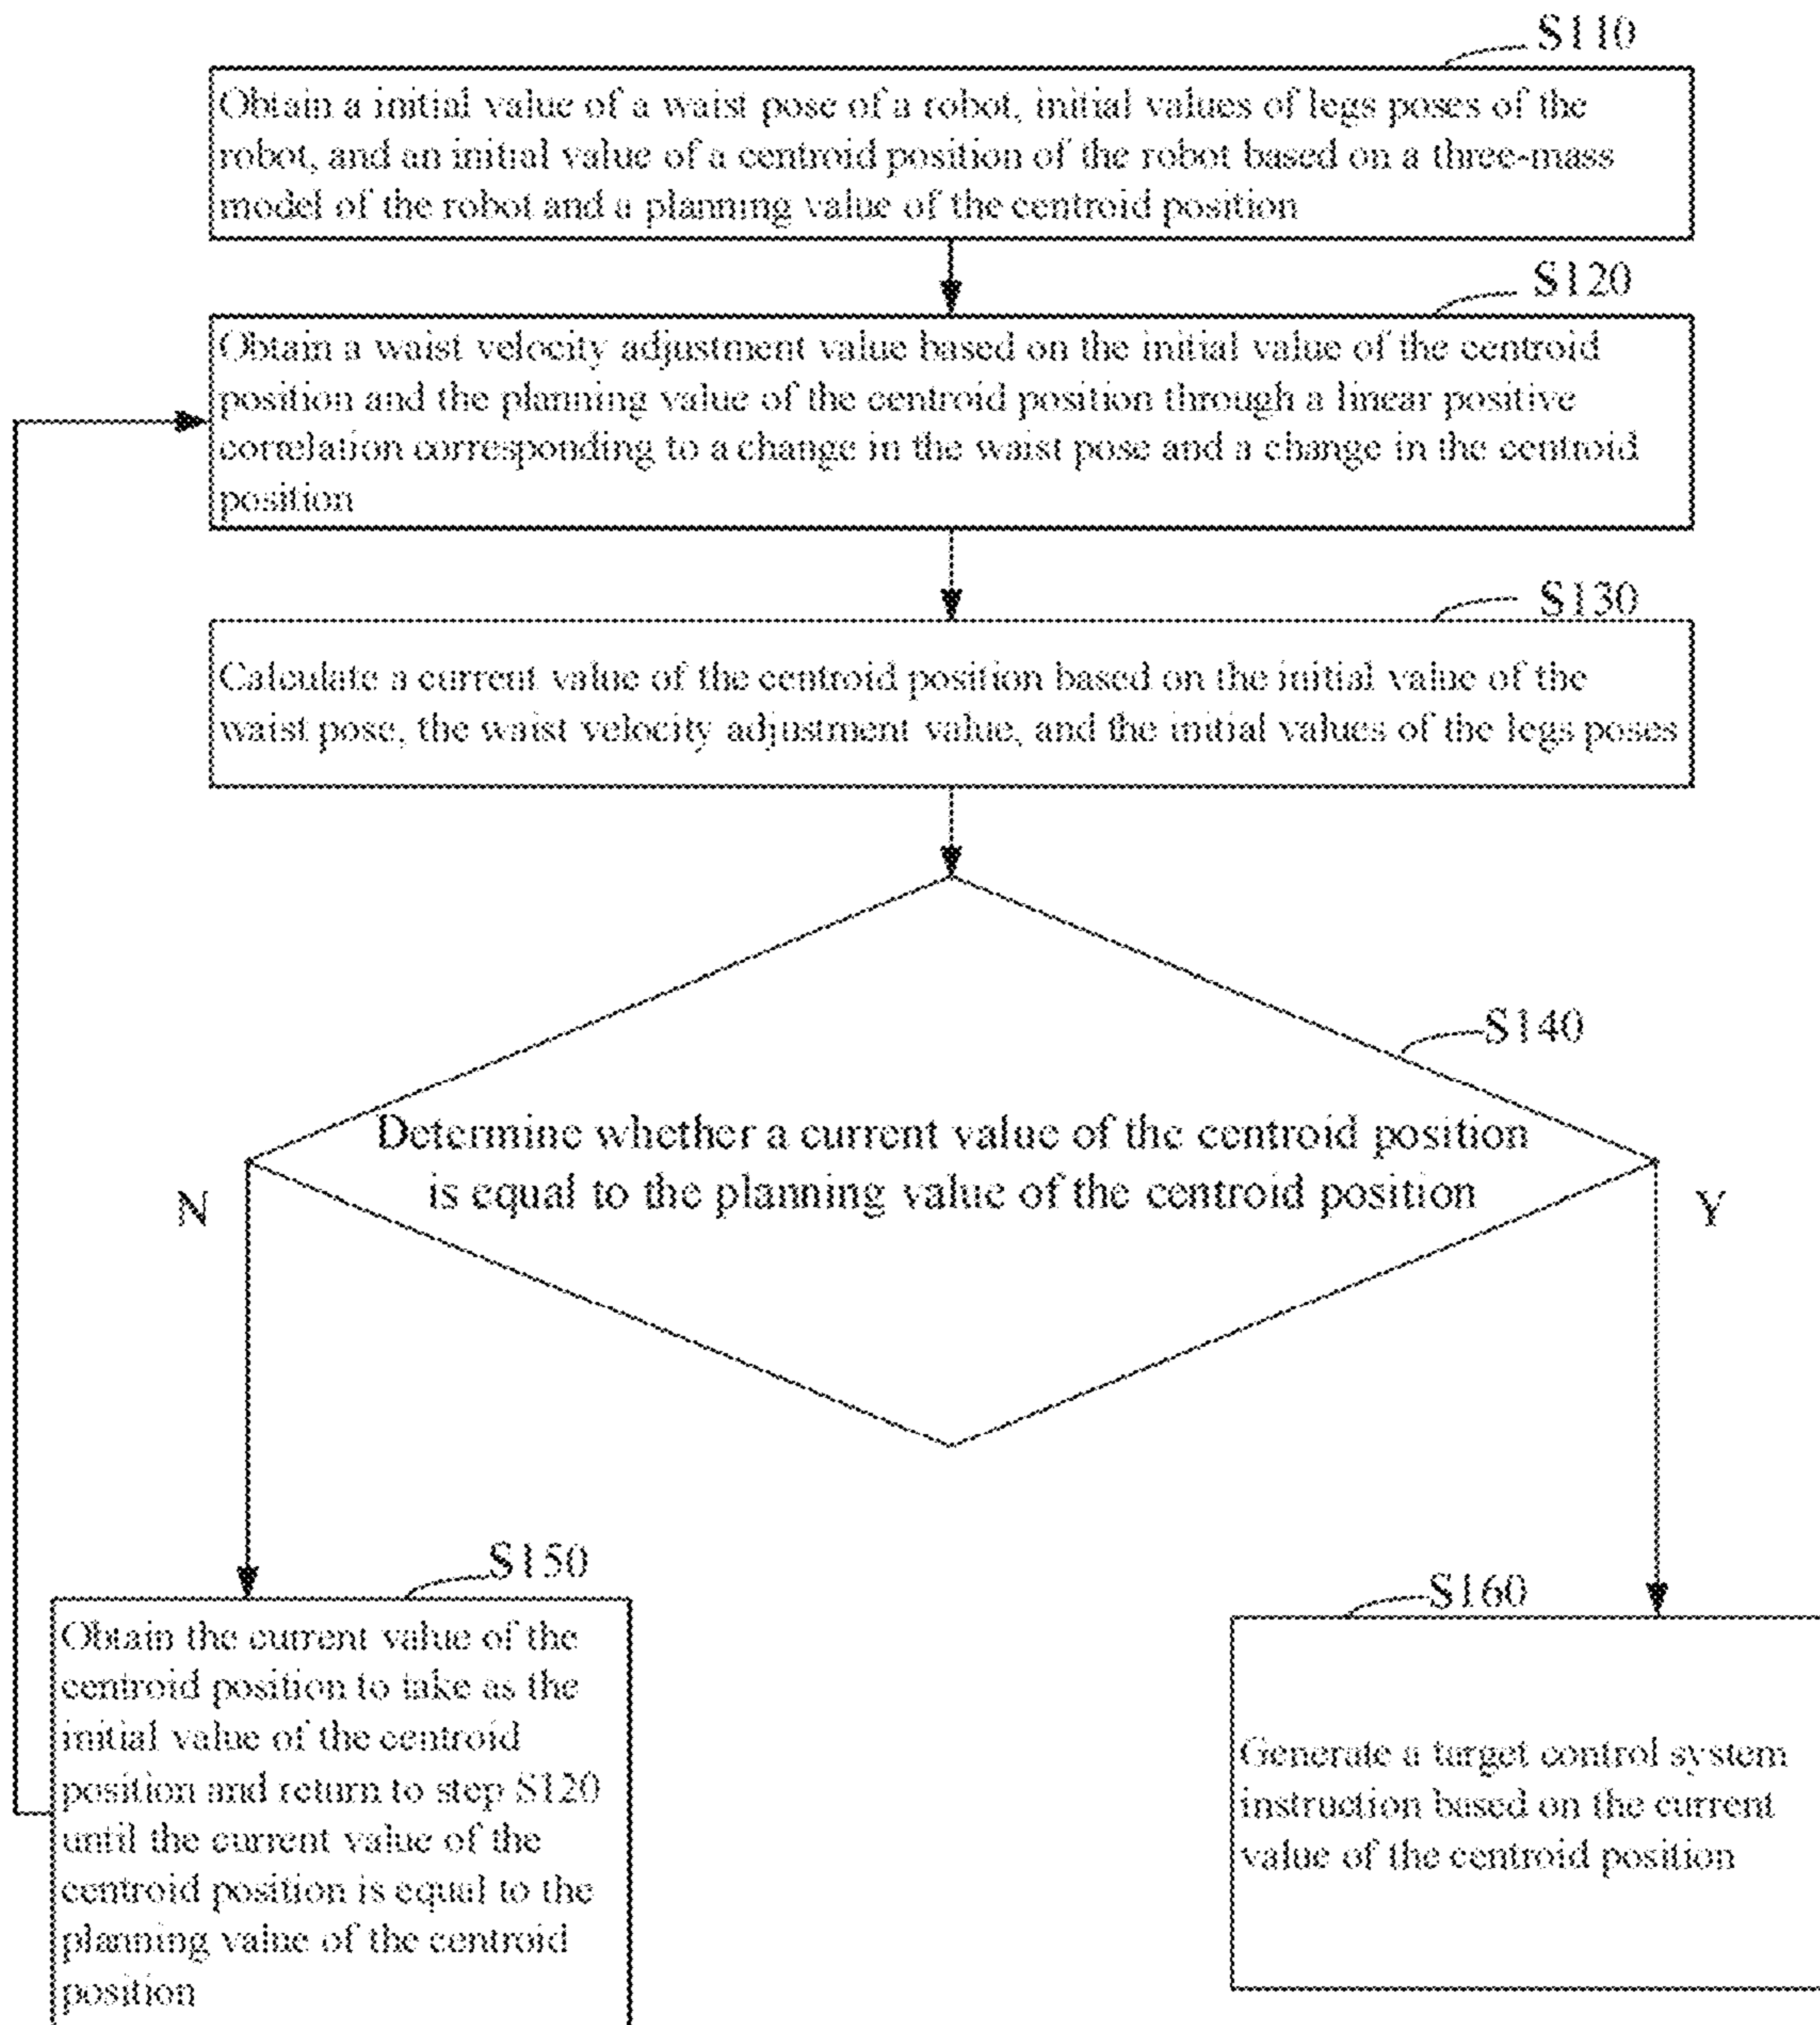 S110
Obtain a initial value of a waist pose of a robot, initial values of legs poses of the
robot, and an initial value of a centroid position of the robot based on a three-mass
model of the robot and a planning value of the centroid position
S120
Obtain a waist velocity adjustment value based on the initial value of the centroid
position and the planning value of the centroid position through a linear positive
correlation corresponding to a change in the waist pose and a change in the centroid
position
S130
Calculate a current value of the centroid position based on the initial value of the
waist pose, the waist velocity adjustment value, and the initial values of the legs poses
S140
Determine whether a current value of the centroid position
is equal to the planning value of the centroid position
N
Y
S150
Obtain the current value of the
centroid position to take as the
initial value of the centroid
position and return to step S120
until the current value of the
centroid position is equal to the
planning value of the centroid
position
S160
Generate a target control system
instruction based on the current
value of the centroid position